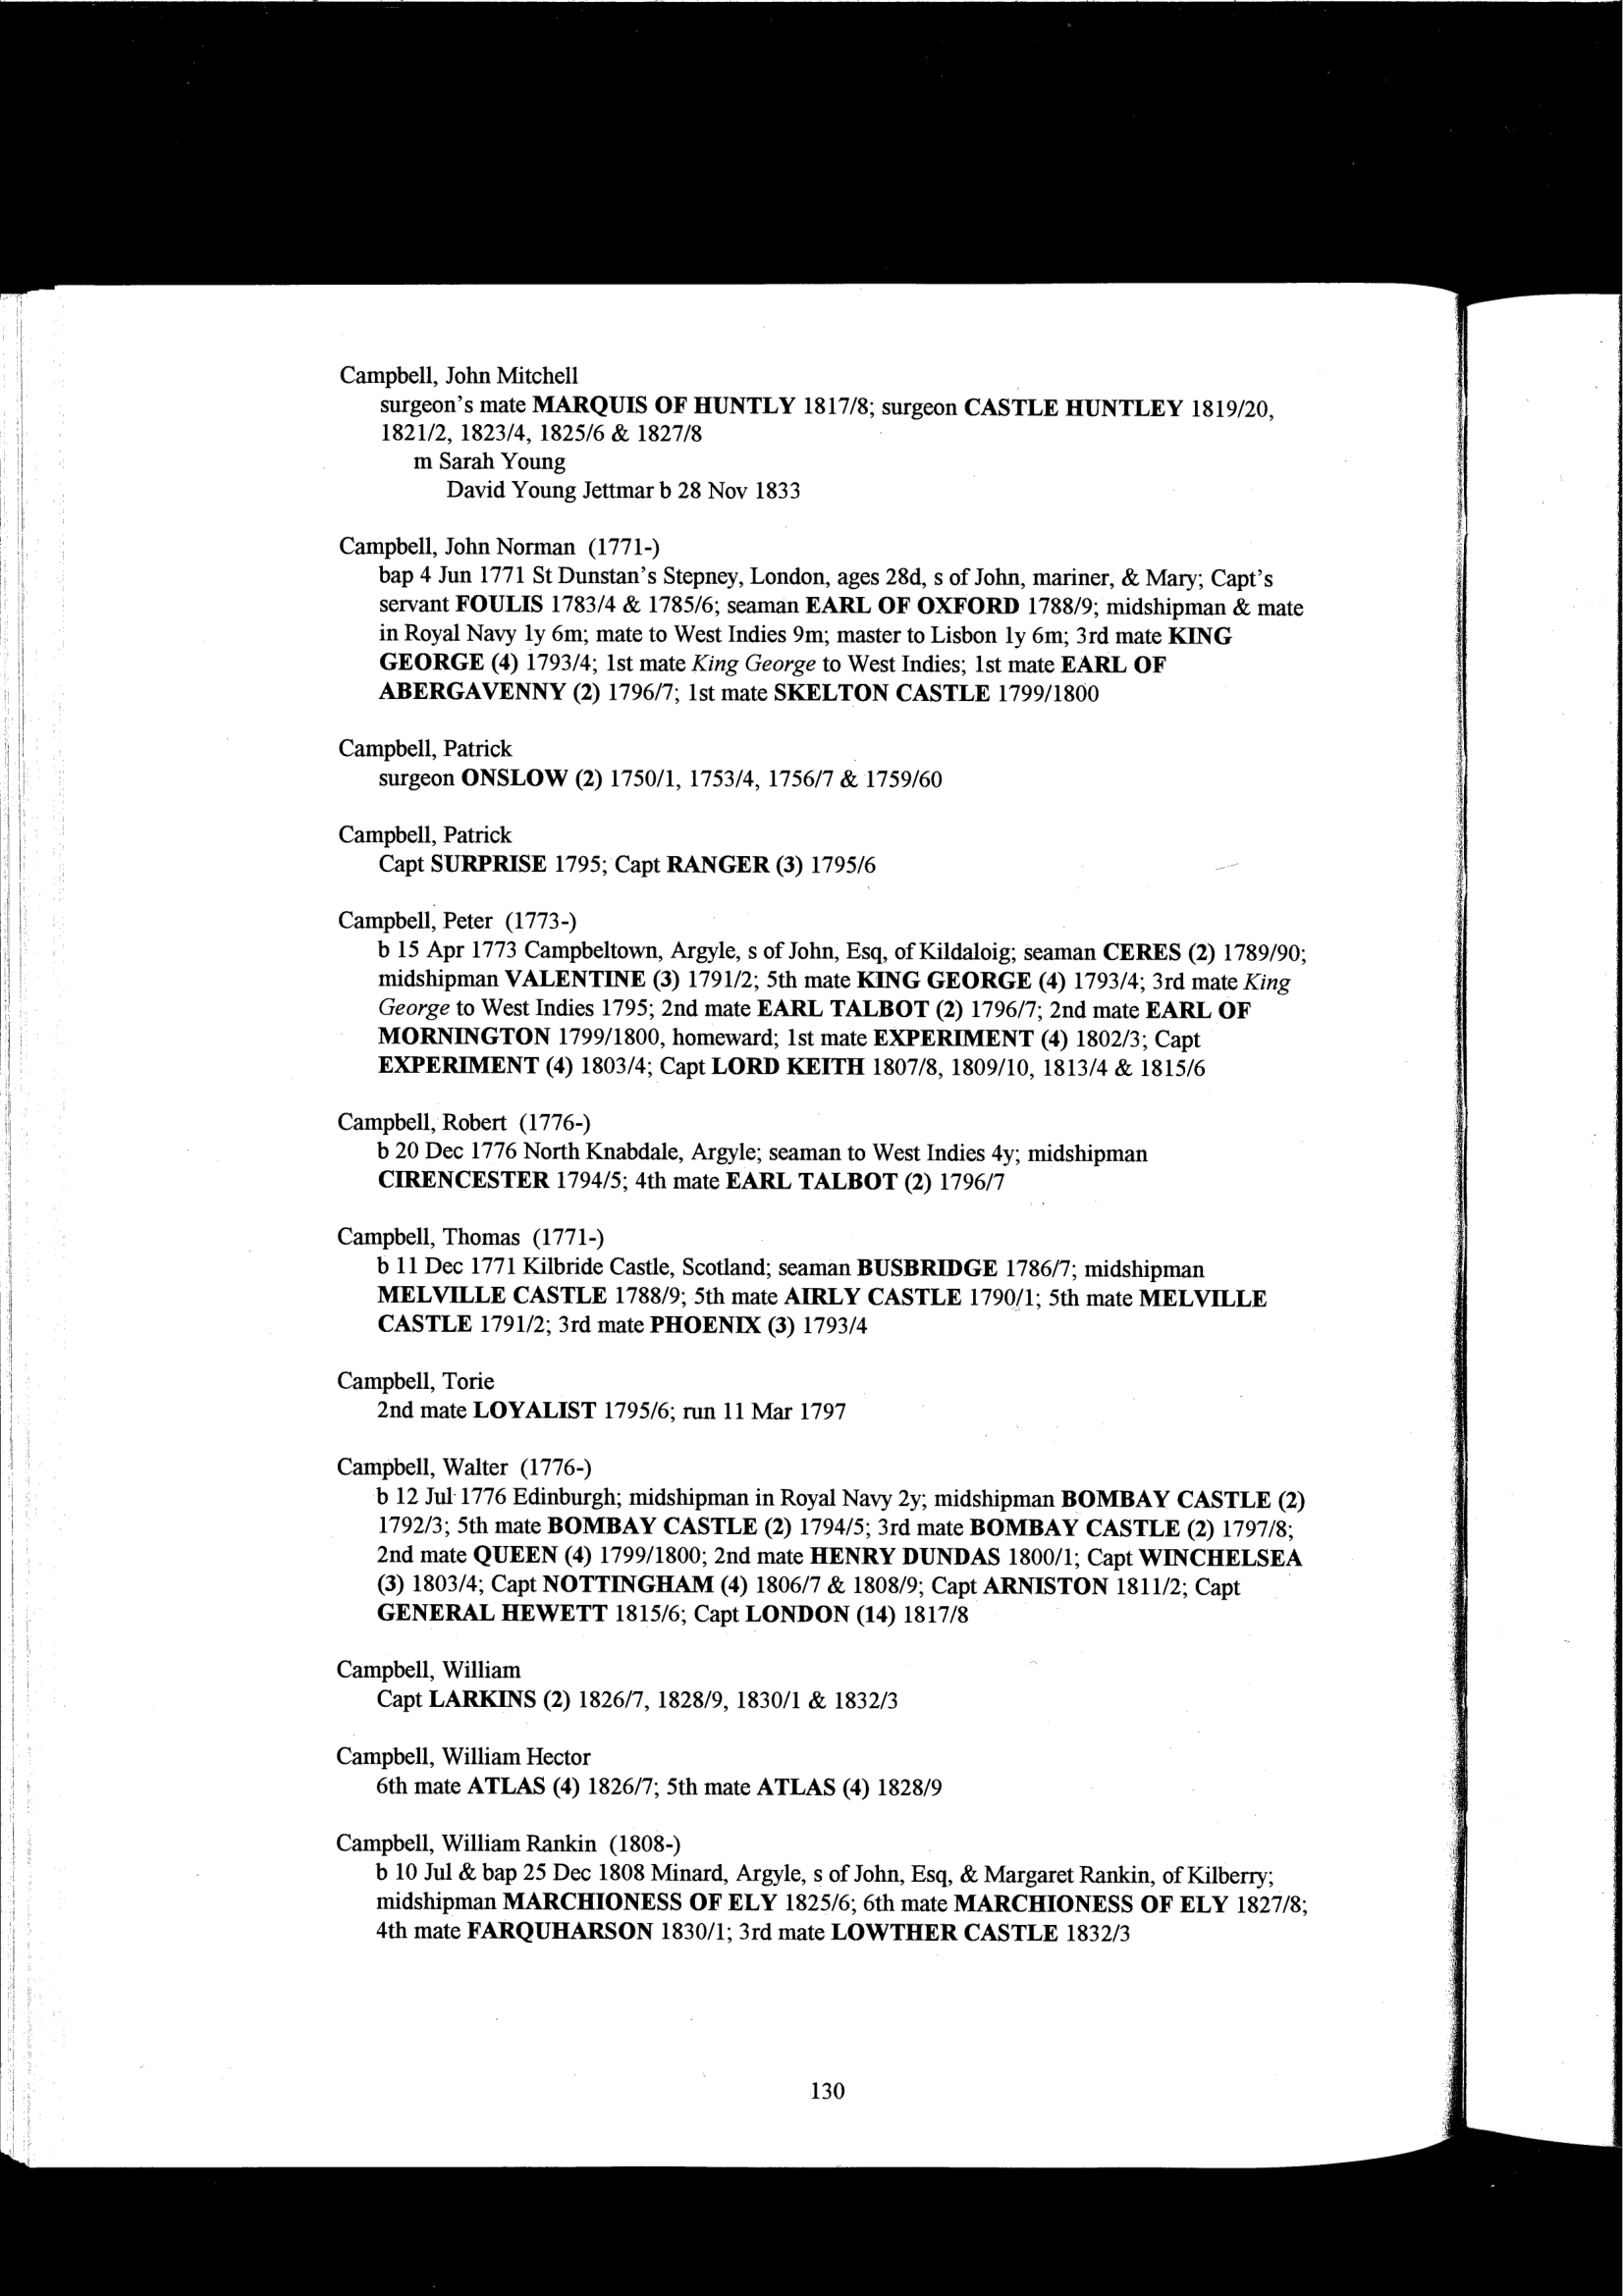 Campbell, John Mitchell
surgeon's mate MARQUIS OF HUNTLY 1817/8; surgeon CASTLE HUNTLEY 1819/20,
1821/2, 1823/4, 1825/6 & 1827/8
m Sarah Young
David Young Jettmar b 28 Nov 1833
Campbell, John Norman (1771-)
bap 4 Jun 1771 St Dunstan's Stepney, London, ages 28d, s of John, mariner, & Mary; Capt's
servant FOULIS 1783/4 & 1785/6; seaman EARL OF OXFORD 1788/9; midshipman & mate
in Royal Navy 1y 6m; mate to West Indies 9m; master to Lisbon 1y 6m; 3rd mate KING
GEORGE (4) 1793/4; 1st mate King George to West Indies; 1st mate EARL OF
ABERGAVENNY (2) 1796/7; 1st mate SKELTON CASTLE 1799/1800
Campbell, Patrick
surgeon ONSLOW (2) 1750/1, 1753/4, 1756/7 & 1759/60
Campbell, Patrick
Capt SURPRISE 1795; Capt RANGER (3) 1795/6
Campbell, Peter (1773-)
b 15 Apr 1773 Campbeltown, Argyle, s of John, Esq, of Kildaloig; seaman CERES (2) 1789/90;
midshipman VALENTINE (3) 1791/2; 5th mate KING GEORGE (4) 1793/4; 3rd mate King
George to West Indies 1795; 2nd mate EARL TALBOT (2) 1796/7; 2nd mate EARL OF
MORNINGTON 1799/1800, homeward; 1st mate EXPERIMENT (4) 1802/3; Capt
EXPERIMENT (4) 1803/4; Capt LORD KEITH 1807/8, 1809/10, 1813/4 & 1815/6
Campbell, Robert (1776-)
b 20 Dec 1776 North Knabdale, Argyle; seaman to West Indies 4y; midshipman
CIRENCESTER 1794/5; 4th mate EARL TALBOT (2) 1796/7
Campbell, Thomas (1771-)
b 11 Dec 1771 Kilbride Castle, Scotland; seaman BUSBRIDGE 1786/7; midshipman
MELVILLE CASTLE 1788/9; 5th mate AIRLY CASTLE 1790/1; 5th mate MELVILLE
CASTLE 1791/2; 3rd mate PHOENIX (3) 1793/4
Campbell, Torie
2nd mate LOYALIST 1795/6; run 11 Mar 1797
Campbell, Walter (1776-)
b 12 Jul 1776 Edinburgh; midshipman in Royal Navy 2y; midshipman BOMBAY CASTLE (2)
1792/3; 5th mate BOMBAY CASTLE (2) 1794/5; 3rd mate BOMBAY CASTLE (2) 1797/8;
2nd mate QUEEN (4) 1799/1800; 2nd mate HENRY DUNDAS 1800/1; Capt WINCHELSEA
(3) 1803/4; Capt NOTTINGHAM (4) 1806/7 & 1808/9; Capt ARNISTON 1811/2; Capt
GENERAL HEWETT 1815/6; Capt LONDON (14) 1817/8
Campbell, William
Capt LARKINS (2) 1826/7, 1828/9, 1830/1 & 1832/3
Campbell, William Hector
6th mate ATLAS (4) 1826/7; 5th mate ATLAS (4) 1828/9
Campbell, William Rankin (1808-)
b 10 Jul & bap 25 Dec 1808 Minard, Argyle, s of John, Esq, & Margaret Rankin, of Kilberry;
midshipman MARCHIONESS OF ELY 1825/6; 6th mate MARCHIONESS OF ELY 1827/8;
4th mate FARQUHARSON 1830/1; 3rd mate LOWTHER CASTLE 1832/3
130